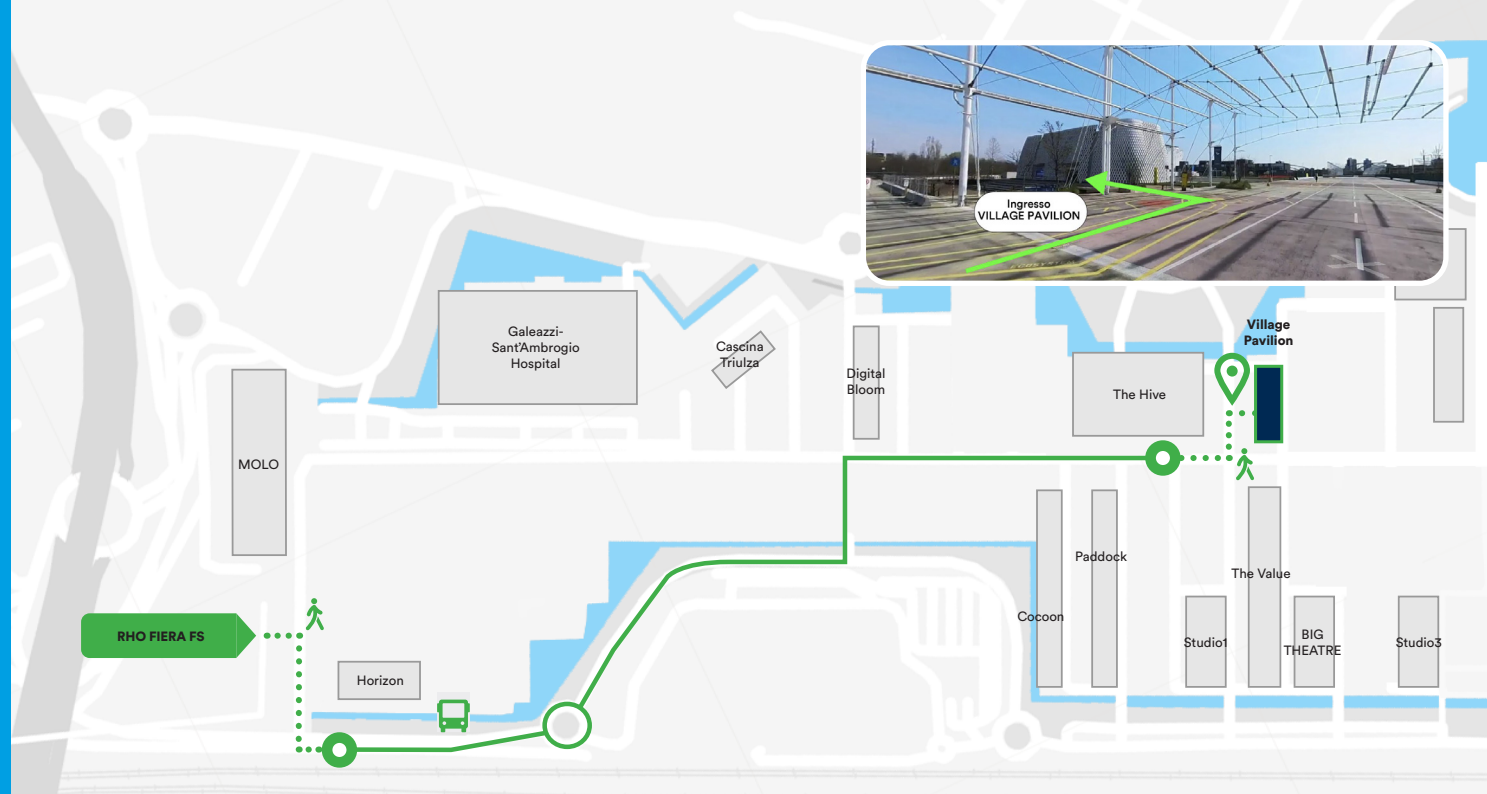 Ingresso
VILLAGE PAVILION
Village
Pavilion
Galeazzi-
Sant'Ambrogio
Hospital
Cascina
Triulza
Digital
Bloom
The Hive
MOLO
Paddock
The Value
Cocoon
RHO FIERA FS
BIG
THEATRE
Studio1
Studio3
Horizon